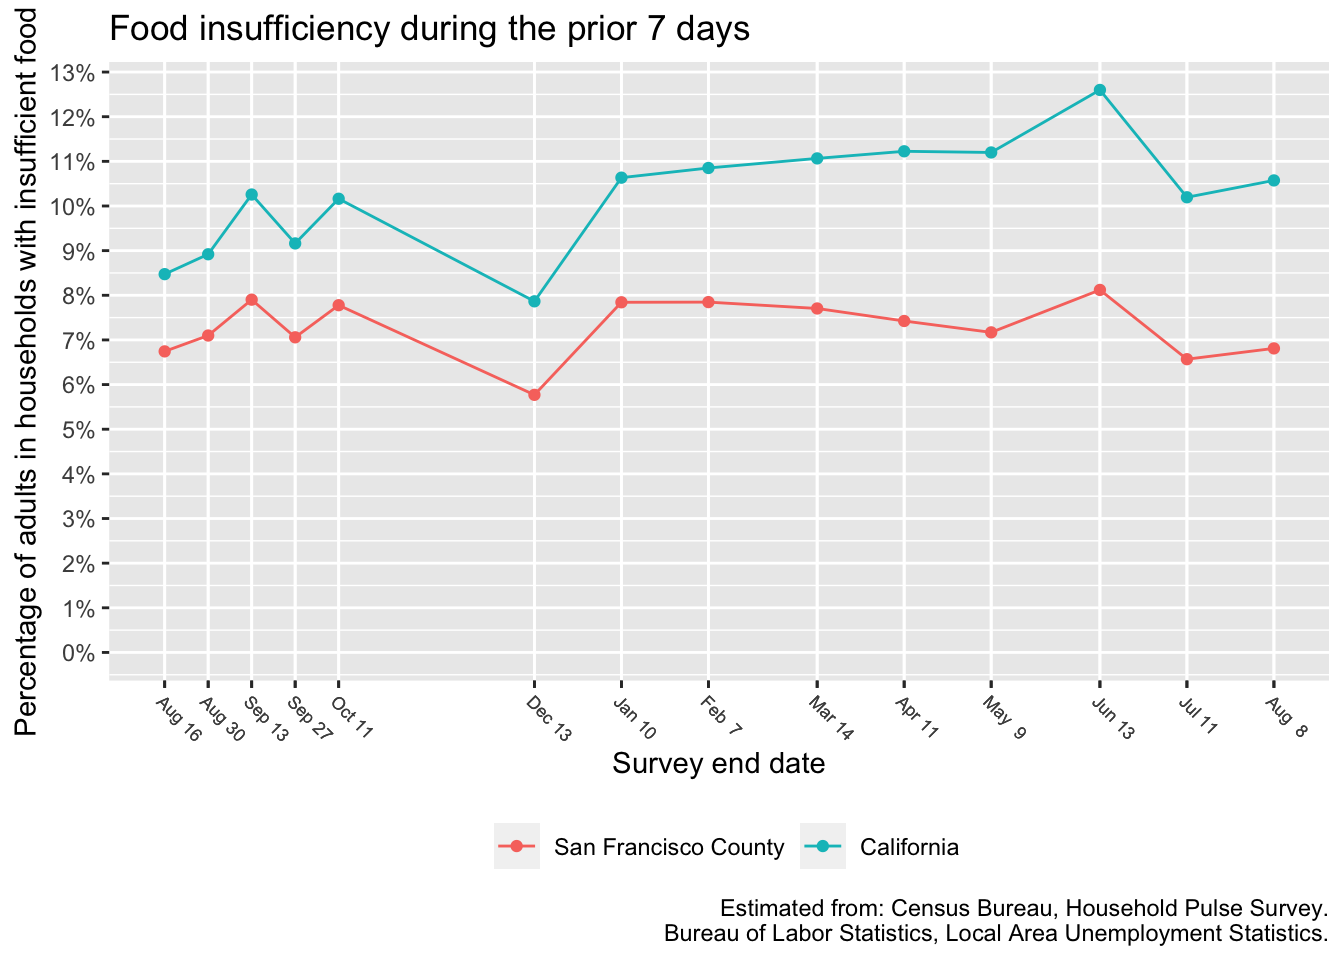 Food insufficiency during the prior 7 days
Percentage of adults in households with insufficient food
13%
12%
11%
10%
9%
8%
7%
6%
5%
4%
3%
2%
1%
0%
Aug 16
Aug 30
Sep 13
Sep 27
Oct 11
Dec 13
Jan 10
Feb 7
Mar 14
Apr 11
May 9
Jun 13
Jul 11
Aug 8
Survey end date
San Francisco County
California
Estimated from: Census Bureau, Household Pulse Survey.
Bureau of Labor Statistics, Local Area Unemployment Statistics.